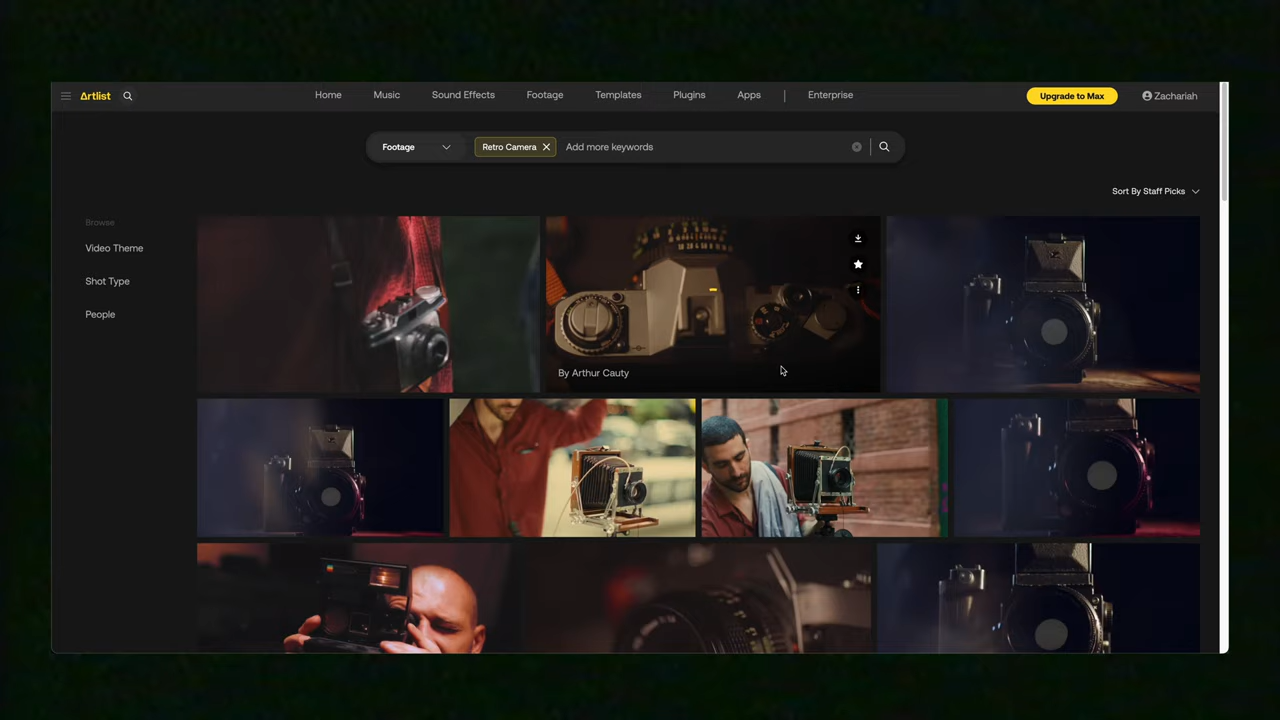 Artlist
Home
Music
Sound Effects
Footage
Templates
Plugins
Apps
Enterprise
Upgrade to Max
Zachariah
Footage
Retro Camera
Add more keywords
Sort By Staff Picks
Browse
Video Theme
Shot Type
People
By Arthur Cauty